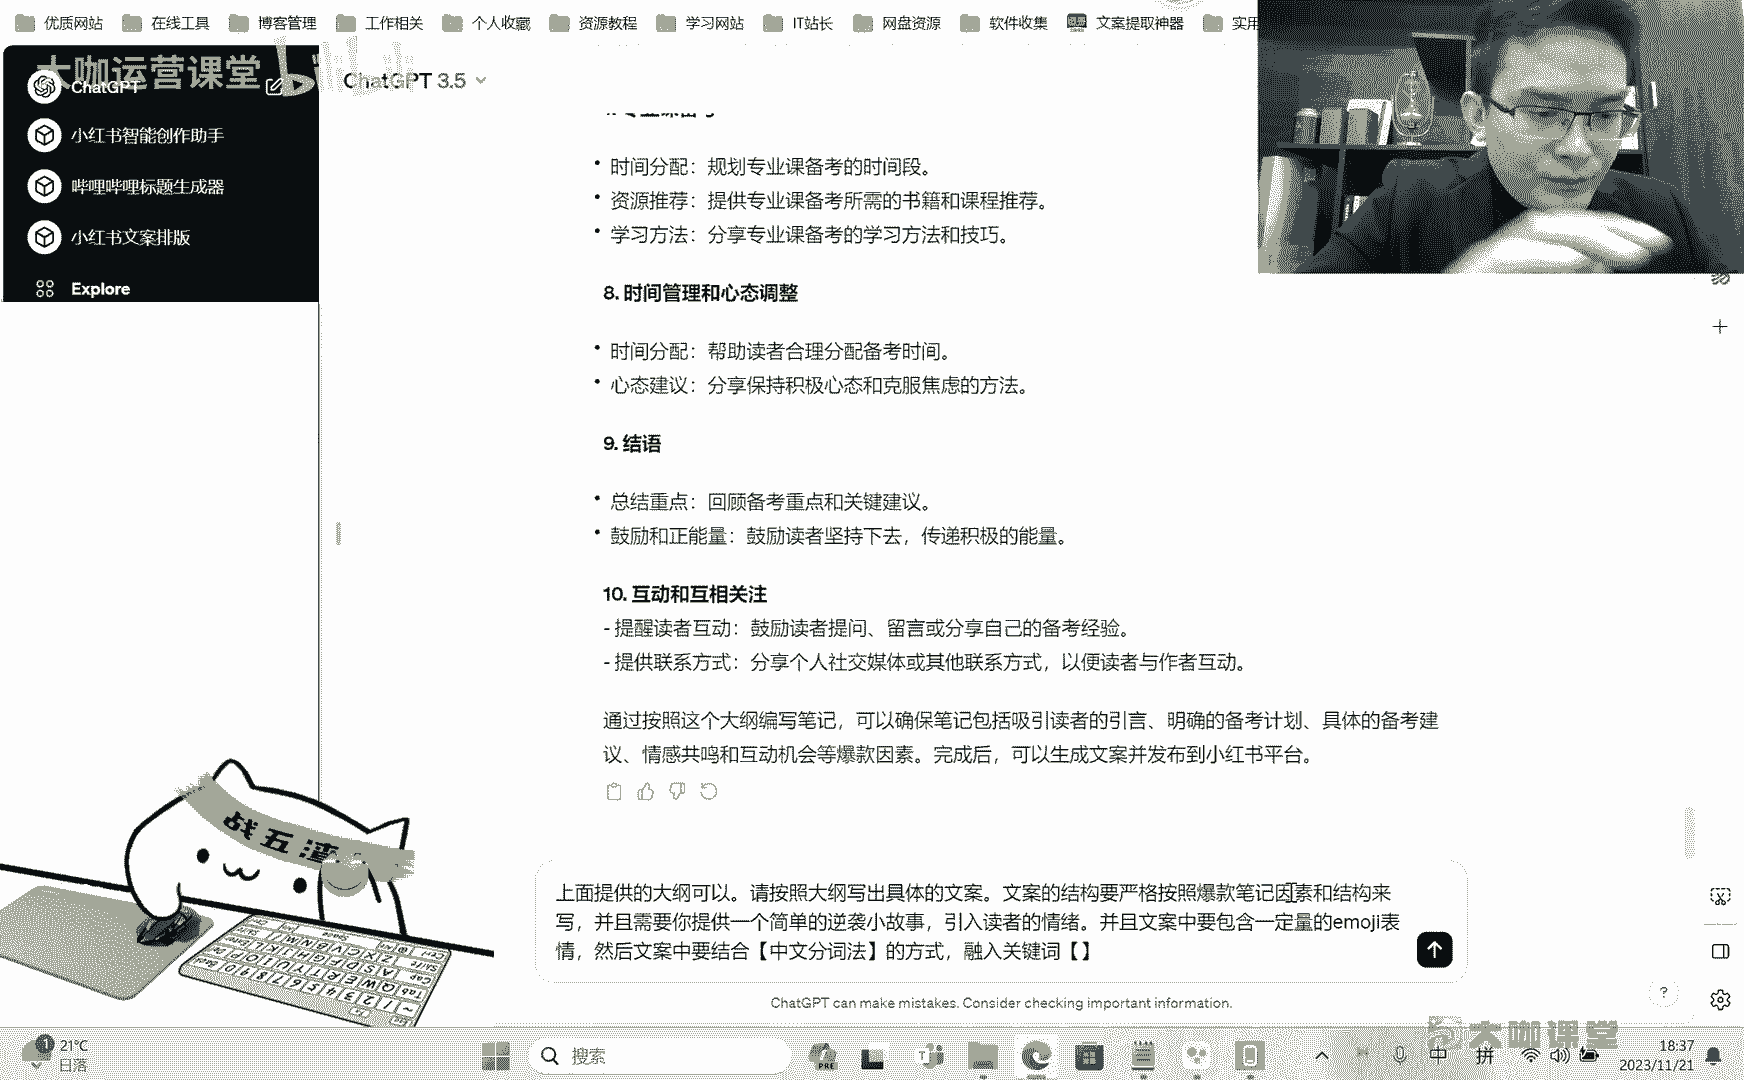 优质网站 在线工具 博客管理 工作相关 个人收藏 资源教程 学习网站 IT站长 网盘资源 软件收集 文案提取神器 实用
大咖运营课堂 bilibili
ChatGPT
ChatGPT 3.5
小红书智能创作助手
哔哩哔哩标题生成器
小红书文案排版
Explore
时间分配：规划专业课备考的时间段。
资源推荐：提供专业课备考所需的书籍和课程推荐。
学习方法：分享专业课备考的学习方法和技巧。
8. 时间管理和心态调整
时间分配：帮助读者合理分配备考时间。
心态建议：分享保持积极心态和克服焦虑的方法。
9. 结语
总结重点：回顾备考重点和关键建议。
鼓励和正能量：鼓励读者坚持下去，传递积极的能量。
10. 互动和互相关注
- 提醒读者互动：鼓励读者提问、留言或分享自己的备考经验。
- 提供联系方式：分享个人社交媒体或其他联系方式，以便读者与作者互动。
通过按照这个大纲编写笔记，可以确保笔记包括吸引读者的引言、明确的备考计划、具体的备考建
议、情感共鸣和互动机会等爆款因素。完成后，可以生成文案并发布到小红书平台。
上面提供的大纲可以。请按照大纲写出具体的文案。文案的结构要严格按照爆款笔记因素和结构来
写，并且需要你提供一个简单的逆袭小故事，引入读者的情绪。并且文案中要包含一定量的emoji表
情，然后文案中要结合【中文分词法】的方式，融入关键词【】
ChatGPT can make mistakes. Consider checking important information.
?
战五渣
大咖课堂
1
21°C
日落
搜索
PRE
中 拼
18:37
2023/11/21